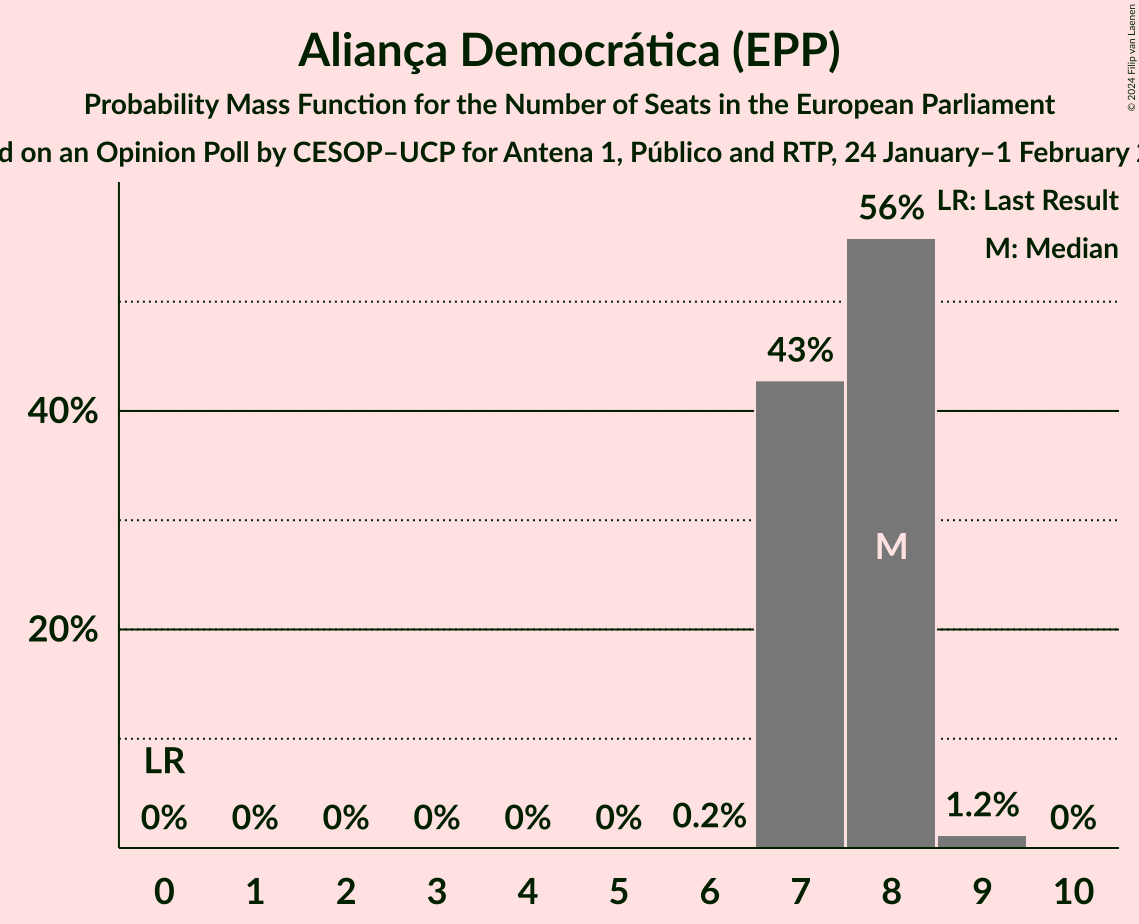 Aliança Democrática (EPP)
Probability Mass Function for the Number of Seats in the European Parliament
on an Opinion Poll by CESOP–UCP for Antena 1, Público and RTP, 24 January–1 February
© 2024 Filip van Laenen
LR: Last Result
M: Median
56%
43%
40%
20%
M
LR
0% 0% 0% 0% 0% 0% 0.2% 1.2% 0%
0 1 2 3 4 5 6 7 8 9 10